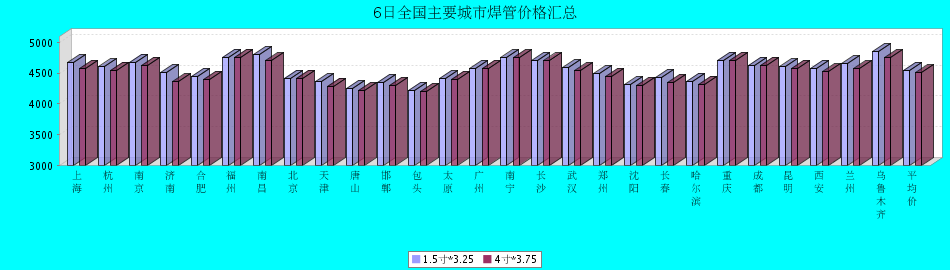 6日全国主要城市焊管价格汇总
5000
4500
4000
3500
3000
上海
杭州
南京
济南
合肥
福州
南昌
北京
天津
唐山
邯郸
包头
太原
广州
南宁
长沙
武汉
郑州
沈阳
长春
哈尔滨
重庆
成都
昆明
西安
兰州
乌鲁木齐
平均价
1.5寸*3.25
4寸*3.75